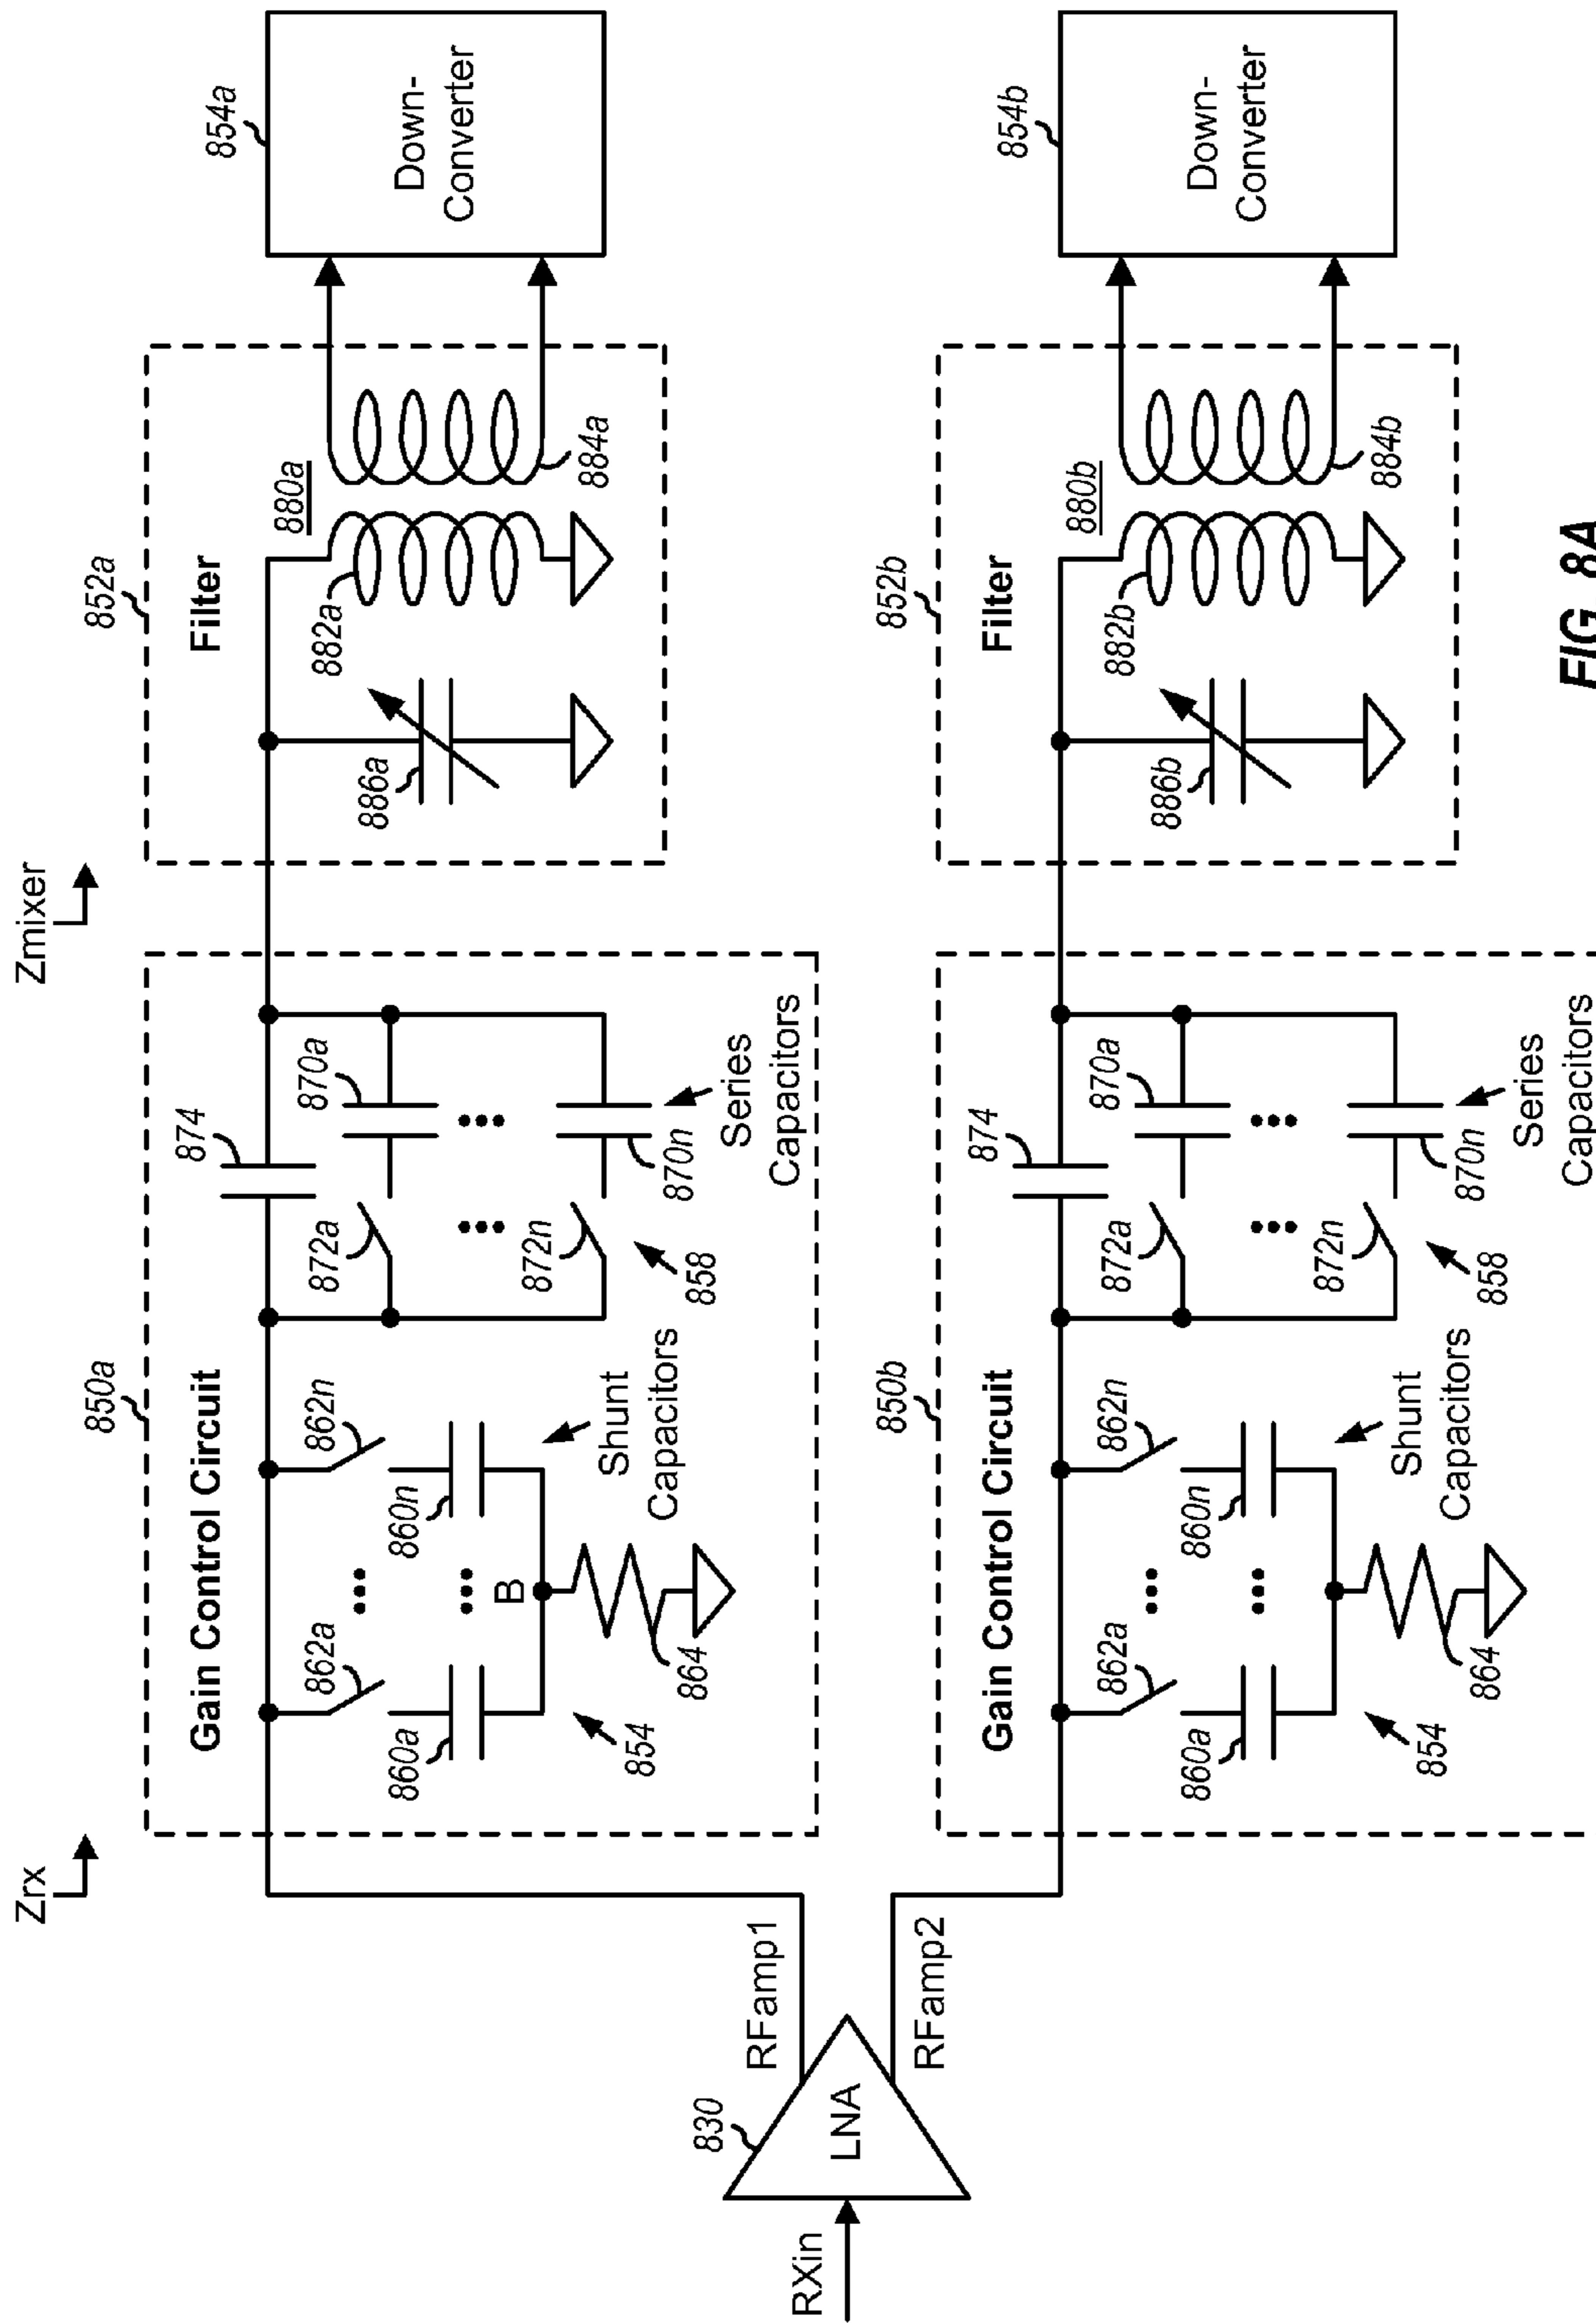 RXin
830
LNA
RFamp1
RFamp2
Zrx
850a
Gain Control Circuit
862a
862n
860a
860n
B
864
854
Shunt
Capacitors
874
872a
870a
872n
870n
858
Series
Capacitors
Zmixer
852a
Filter
886a
882a
880a
884a
854a
Down-
Converter
850b
Gain Control Circuit
862a
862n
860a
860n
864
854
Shunt
Capacitors
874
872a
870a
872n
870n
858
Series
Capacitors
852b
Filter
886b
882b
880b
884b
854b
Down-
Converter
FIG. 8A